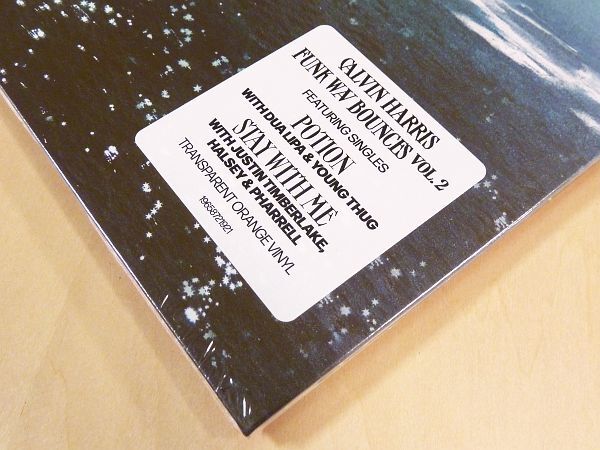 CALVIN HARRIS
FUNK WAV BOUNCES VOL. 2
FEATURING SINGLES
POTION
WITH DUA LIPA & YOUNG THUG
STAY WITH ME
WITH JUSTIN TIMBERLAKE,
HALSEY & PHARRELL
TRANSPARENT ORANGE VINYL
19658721921